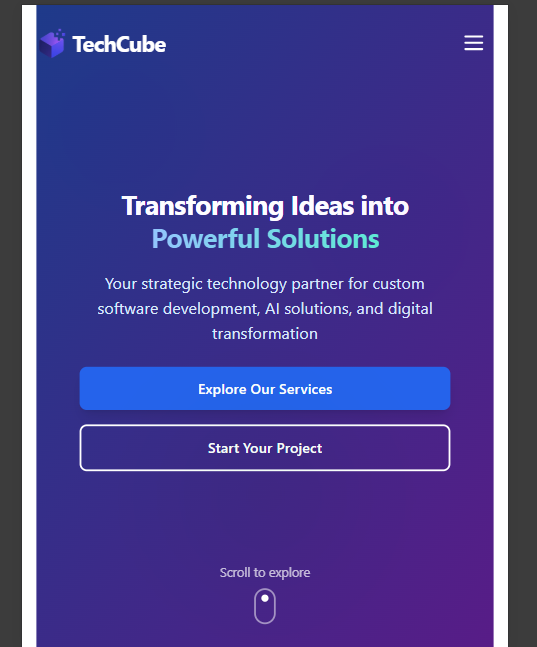 TechCube
Transforming Ideas into
Powerful Solutions
Your strategic technology partner for custom
software development, AI solutions, and digital
transformation
Explore Our Services
Start Your Project
Scroll to explore